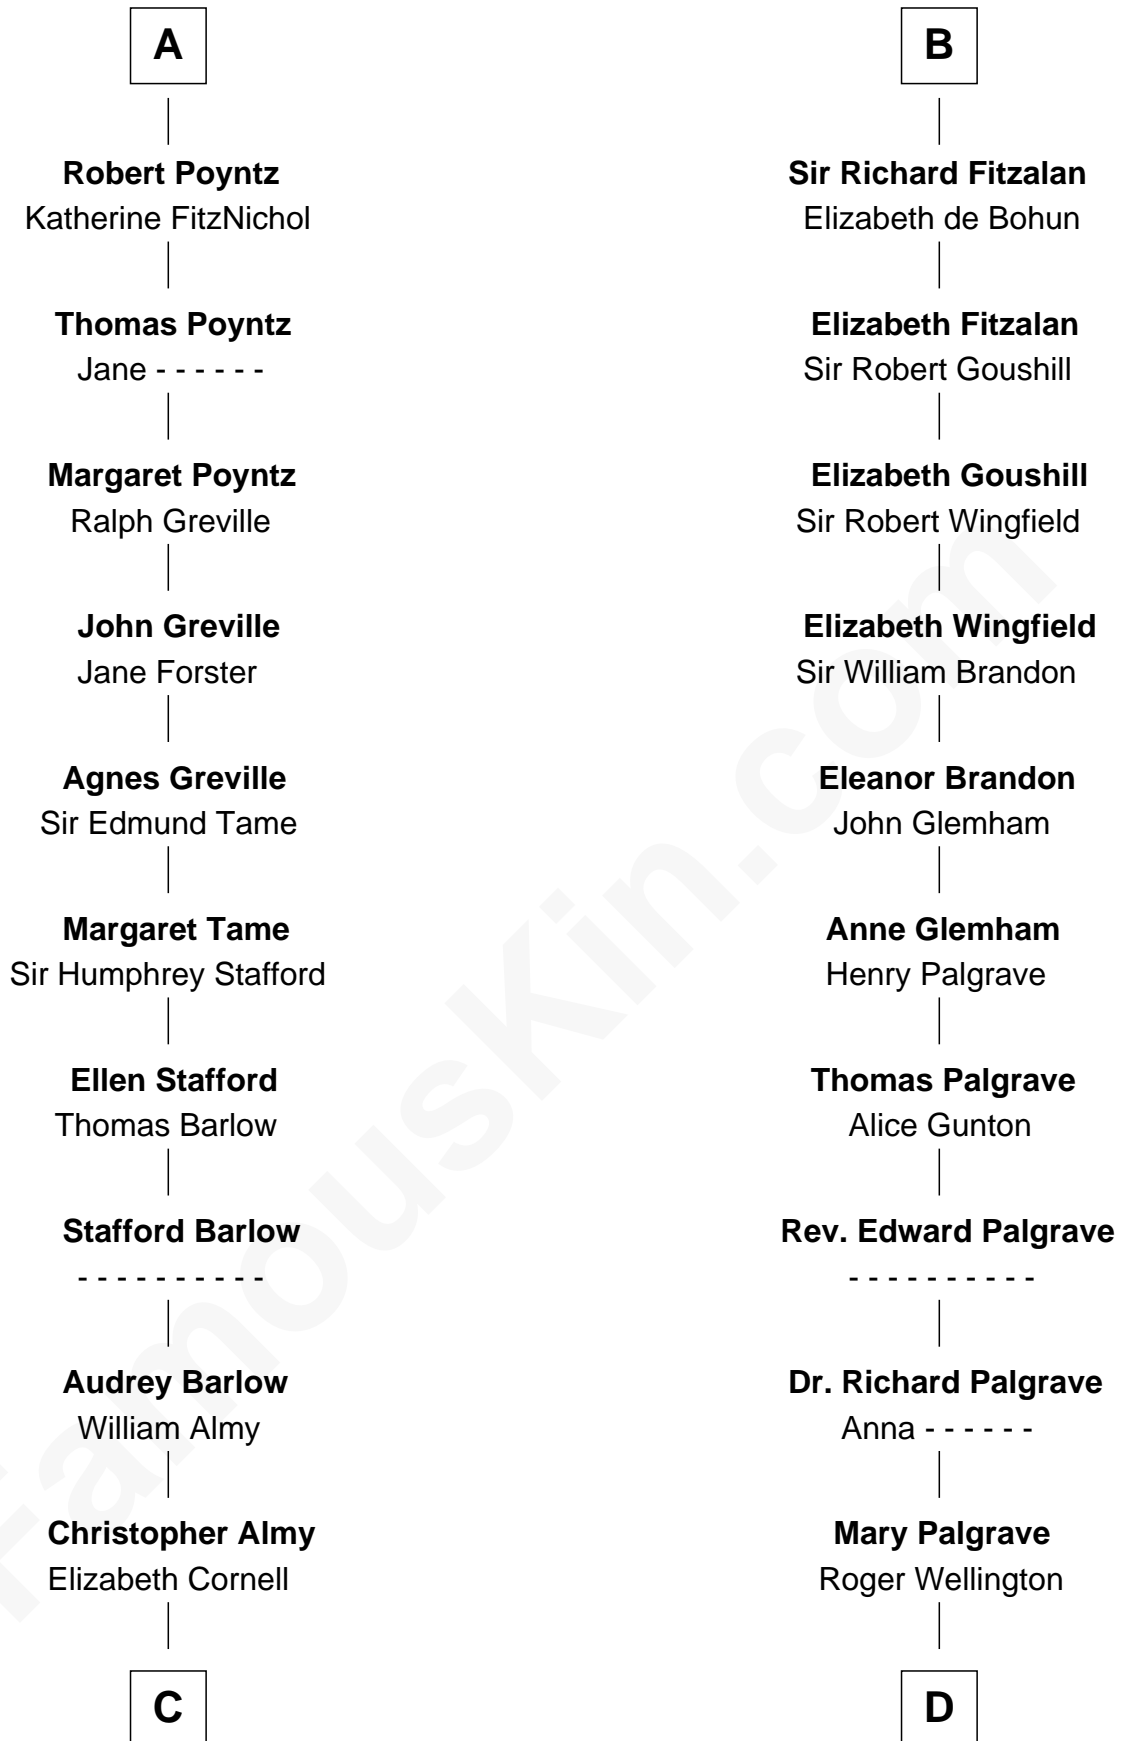 A
Robert Poyntz
Katherine FitzNichol
Thomas Poyntz
Jane - - - - - -
Margaret Poyntz
Ralph Greville
John Greville
Jane Forster
Agnes Greville
Sir Edmund Tame
Margaret Tame
Sir Humphrey Stafford
Ellen Stafford
Thomas Barlow
Stafford Barlow
- - - - - - - - - -
Audrey Barlow
William Almy
Christopher Almy
Elizabeth Cornell
C
B
Sir Richard Fitzalan
Elizabeth de Bohun
Elizabeth Fitzalan
Sir Robert Goushill
Elizabeth Goushill
Sir Robert Wingfield
Elizabeth Wingfield
Sir William Brandon
Eleanor Brandon
John Glemham
Anne Glemham
Henry Palgrave
Thomas Palgrave
Alice Gunton
Rev. Edward Palgrave
- - - - - - - - - -
Dr. Richard Palgrave
Anna - - - - - -
Mary Palgrave
Roger Wellington
D
FamousKin.com